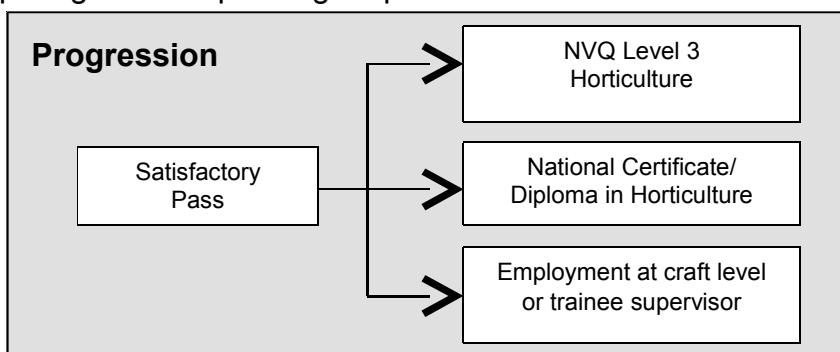 Progression
NVQ Level 3
Horticulture
Satisfactory
Pass
National Certificate/
Diploma in Horticulture
Employment at craft level
or trainee supervisor